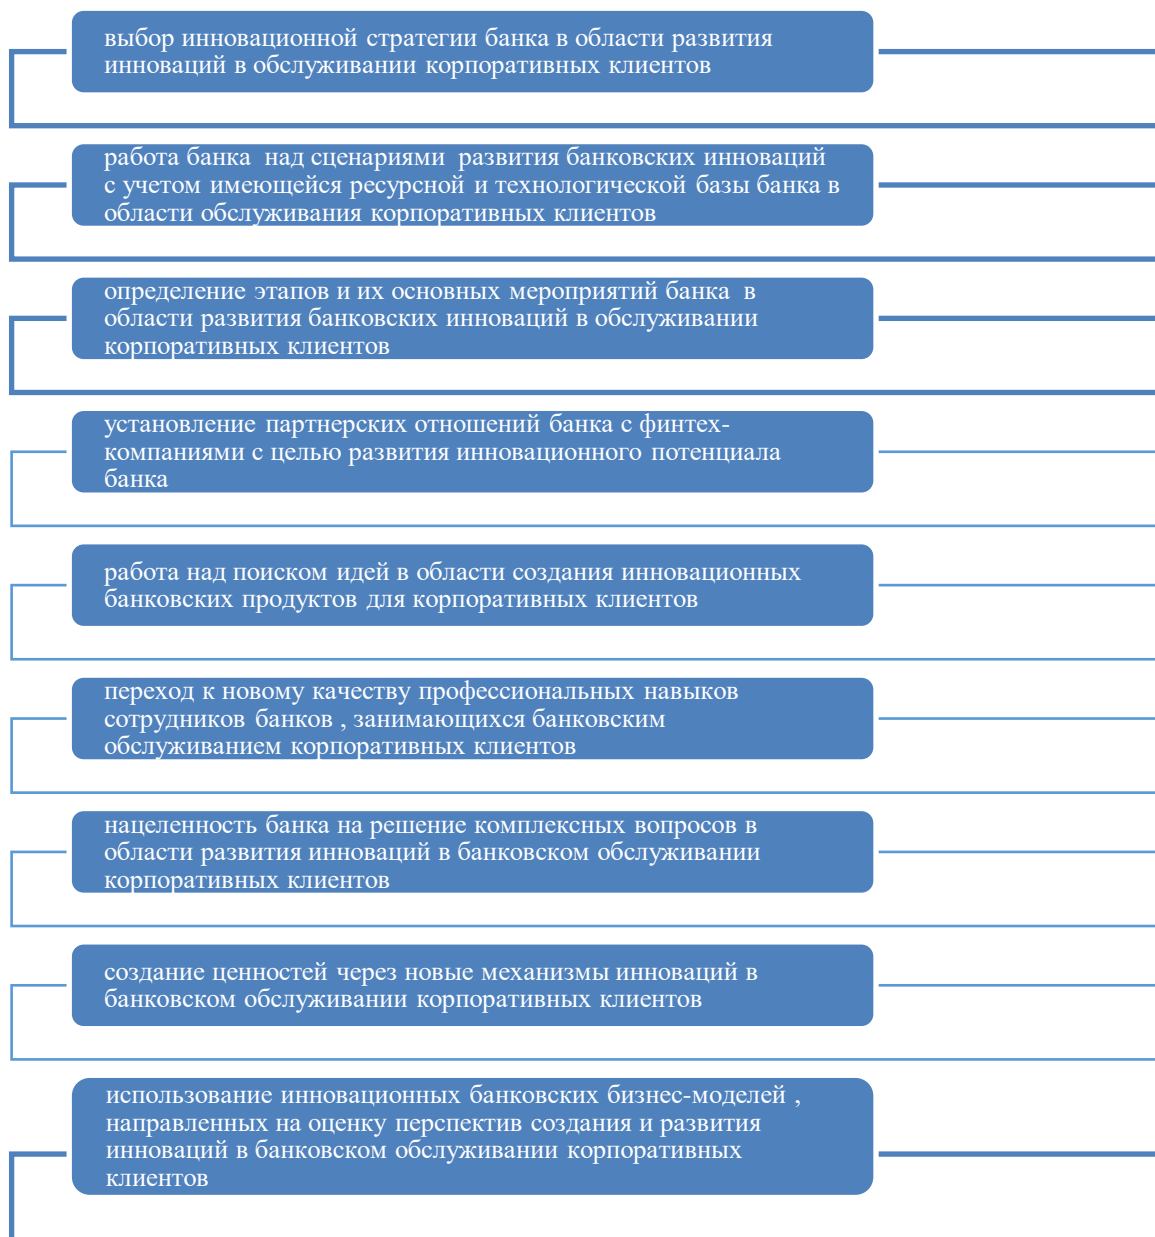 выбор инновационной стратегии банка в области развития
инноваций в обслуживании корпоративных клиентов
работа банка  над сценариями  развития банковских инноваций
с учетом имеющейся ресурсной и технологической базы банка в
области обслуживания корпоративных клиентов
определение этапов и их основных мероприятий банка  в
области развития банковских инноваций в обслуживании
корпоративных клиентов
установление партнерских отношений банка с финтех-
компаниями с целью развития инновационного потенциала
банка
работа над поиском идей в области создания инновационных
банковских продуктов для корпоративных клиентов
переход к новому качеству профессиональных навыков
сотрудников банков , занимающихся банковским
обслуживанием корпоративных клиентов
нацеленность банка на решение комплексных вопросов в
области развития инноваций в банковском обслуживании
корпоративных клиентов
создание ценностей через новые механизмы инноваций в
банковском обслуживании корпоративных клиентов
использование инновационных банковских бизнес-моделей ,
направленных на оценку перспектив создания и развития
инноваций в банковском обслуживании корпоративных
клиентов